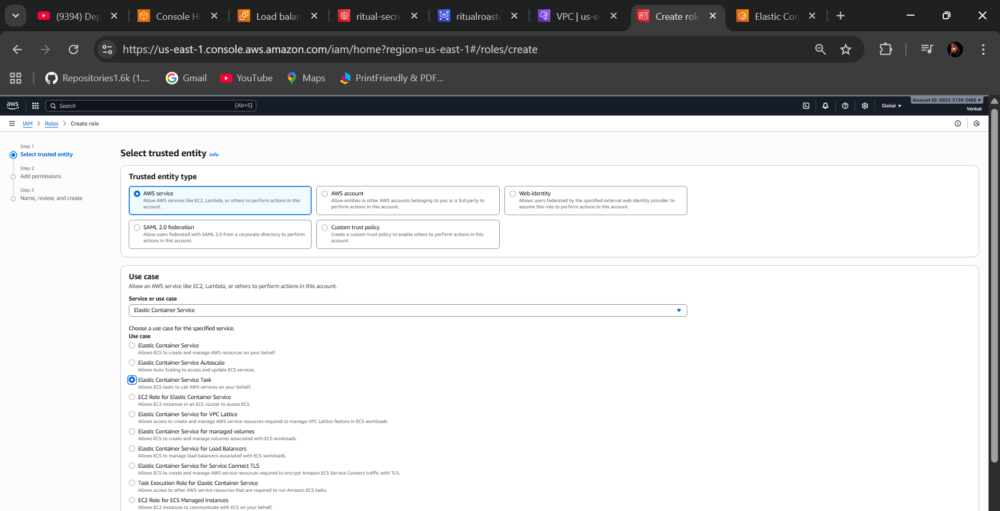 (9394) Dep
Console Ho
Load balan
ritual-secre
ritualroaste
VPC | us-ea
Create role
Elastic Con
https://us-east-1.console.aws.amazon.com/iam/home?region=us-east-1#/roles/create
Repositories1.6k (1....
Gmail
YouTube
Maps
PrintFriendly & PDF...
aws
Search
[Alt+S]
Global
Account ID: 6023-5139-2486
Venkat
IAM
Roles
Create role
Step 1
Select trusted entity
Step 2
Add permissions
Step 3
Name, review, and create
Select trusted entity Info
Trusted entity type
AWS service
Allow AWS services like EC2, Lambda, or others to perform actions in this
account.
AWS account
Allow entities in other AWS accounts belonging to you or a 3rd party to
perform actions in this account.
Web identity
Allows users federated by the specified external web identity provider to
assume this role to perform actions in this account.
SAML 2.0 federation
Allow users federated with SAML 2.0 from a corporate directory to perform
actions in this account.
Custom trust policy
Create a custom trust policy to enable others to perform actions in this
account.
Use case
Allow an AWS service like EC2, Lambda, or others to perform actions in this account.
Service or use case
Elastic Container Service
Choose a use case for the specified service.
Use case
Elastic Container Service
Allows ECS to create and manage AWS resources on your behalf.
Elastic Container Service Autoscale
Allows Auto Scaling to access and update ECS services.
Elastic Container Service Task
Allows ECS tasks to call AWS services on your behalf.
EC2 Role for Elastic Container Service
Allows EC2 instances in an ECS cluster to access ECS.
Elastic Container Service for VPC Lattice
Allows access to create and manage AWS service resources required to manage VPC Lattice feature in ECS workloads
Elastic Container Service for managed volumes
Allows ECS to create and manage volumes associated with ECS workloads.
Elastic Container Service for Load Balancers
Allows ECS to manage load balancers associated with ECS workloads.
Elastic Container Service for Service Connect TLS
Allows ECS to create and manage AWS service resources required to encrypt Amazon ECS Service Connect traffic with TLS.
Task Execution Role for Elastic Container Service
Allows access to other AWS service resources that are required to run Amazon ECS tasks.
EC2 Role for ECS Managed Instances
Allows EC2 instances to communicate with ECS on your behalf.